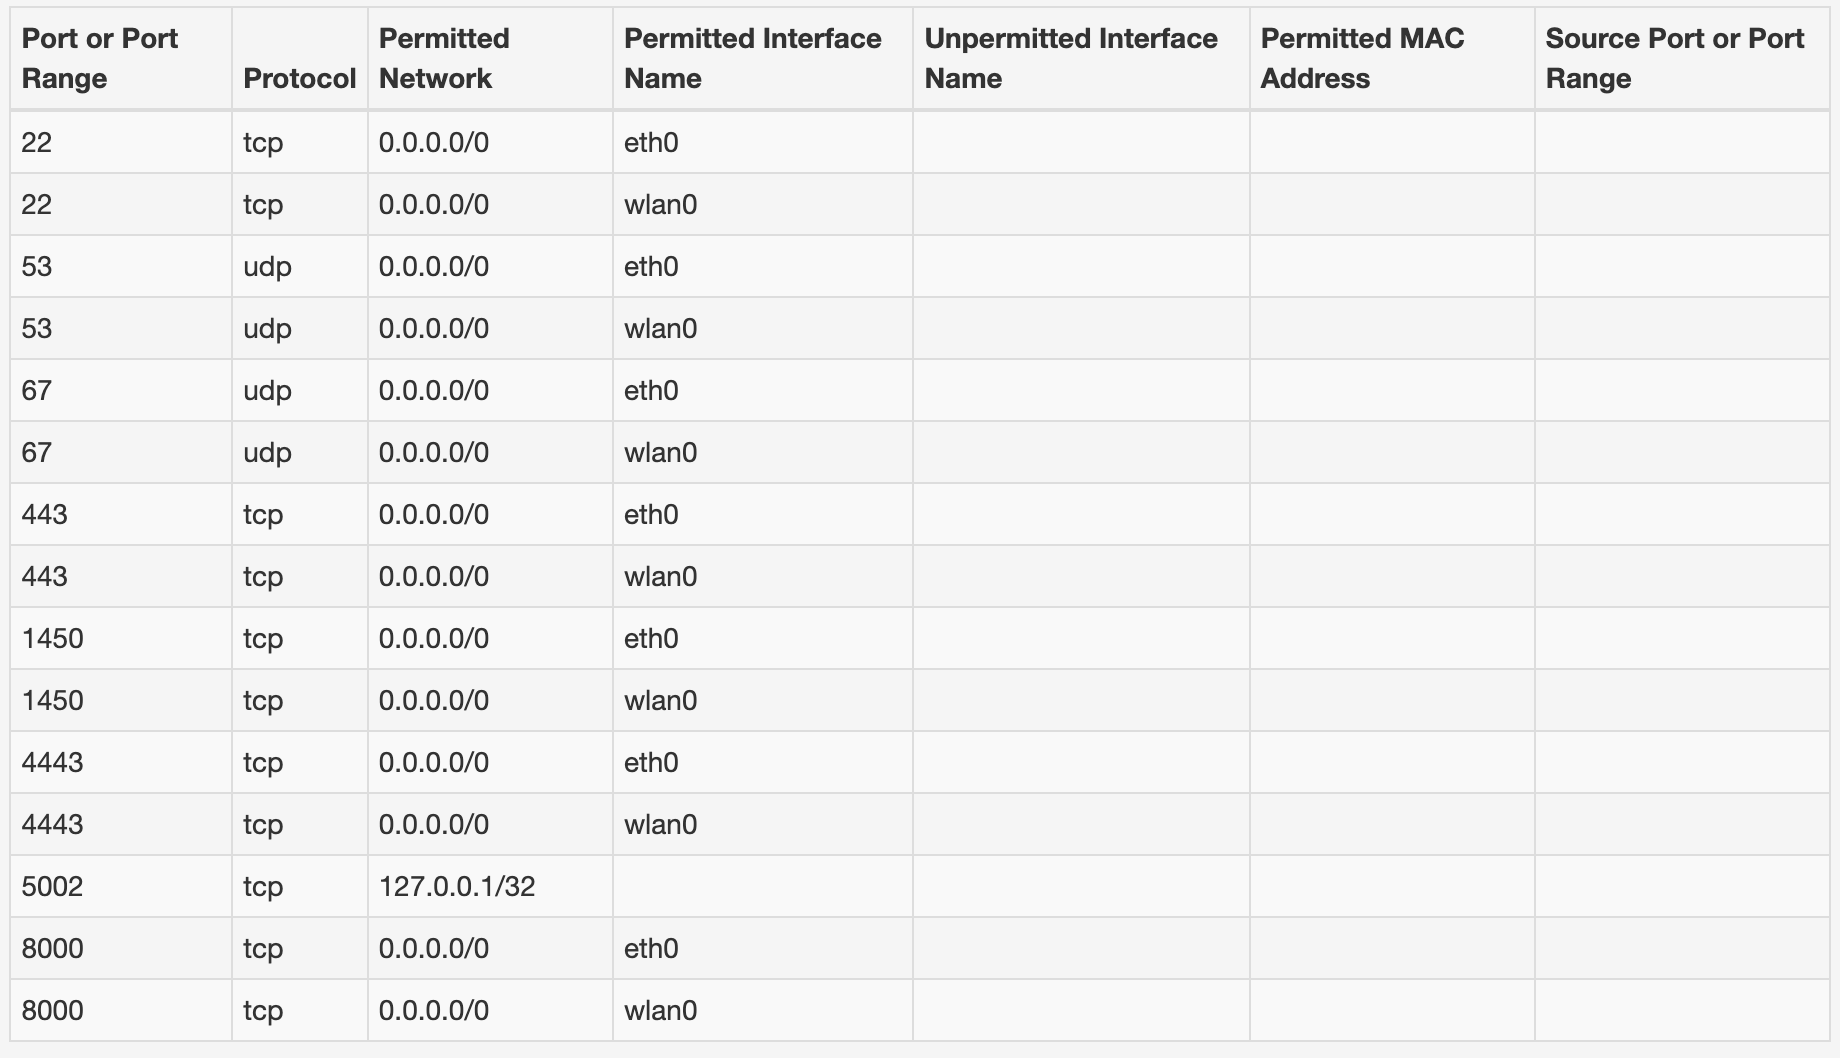 Port or Port Range Protocol Permitted Network Permitted Interface Name Unpermitted Interface Name Permitted MAC Address Source Port or Port Range
22 tcp 0.0.0.0/0 eth0
22 tcp 0.0.0.0/0 wlan0
53 udp 0.0.0.0/0 eth0
53 udp 0.0.0.0/0 wlan0
67 udp 0.0.0.0/0 eth0
67 udp 0.0.0.0/0 wlan0
443 tcp 0.0.0.0/0 eth0
443 tcp 0.0.0.0/0 wlan0
1450 tcp 0.0.0.0/0 eth0
1450 tcp 0.0.0.0/0 wlan0
4443 tcp 0.0.0.0/0 eth0
4443 tcp 0.0.0.0/0 wlan0
5002 tcp 127.0.0.1/32
8000 tcp 0.0.0.0/0 eth0
8000 tcp 0.0.0.0/0 wlan0